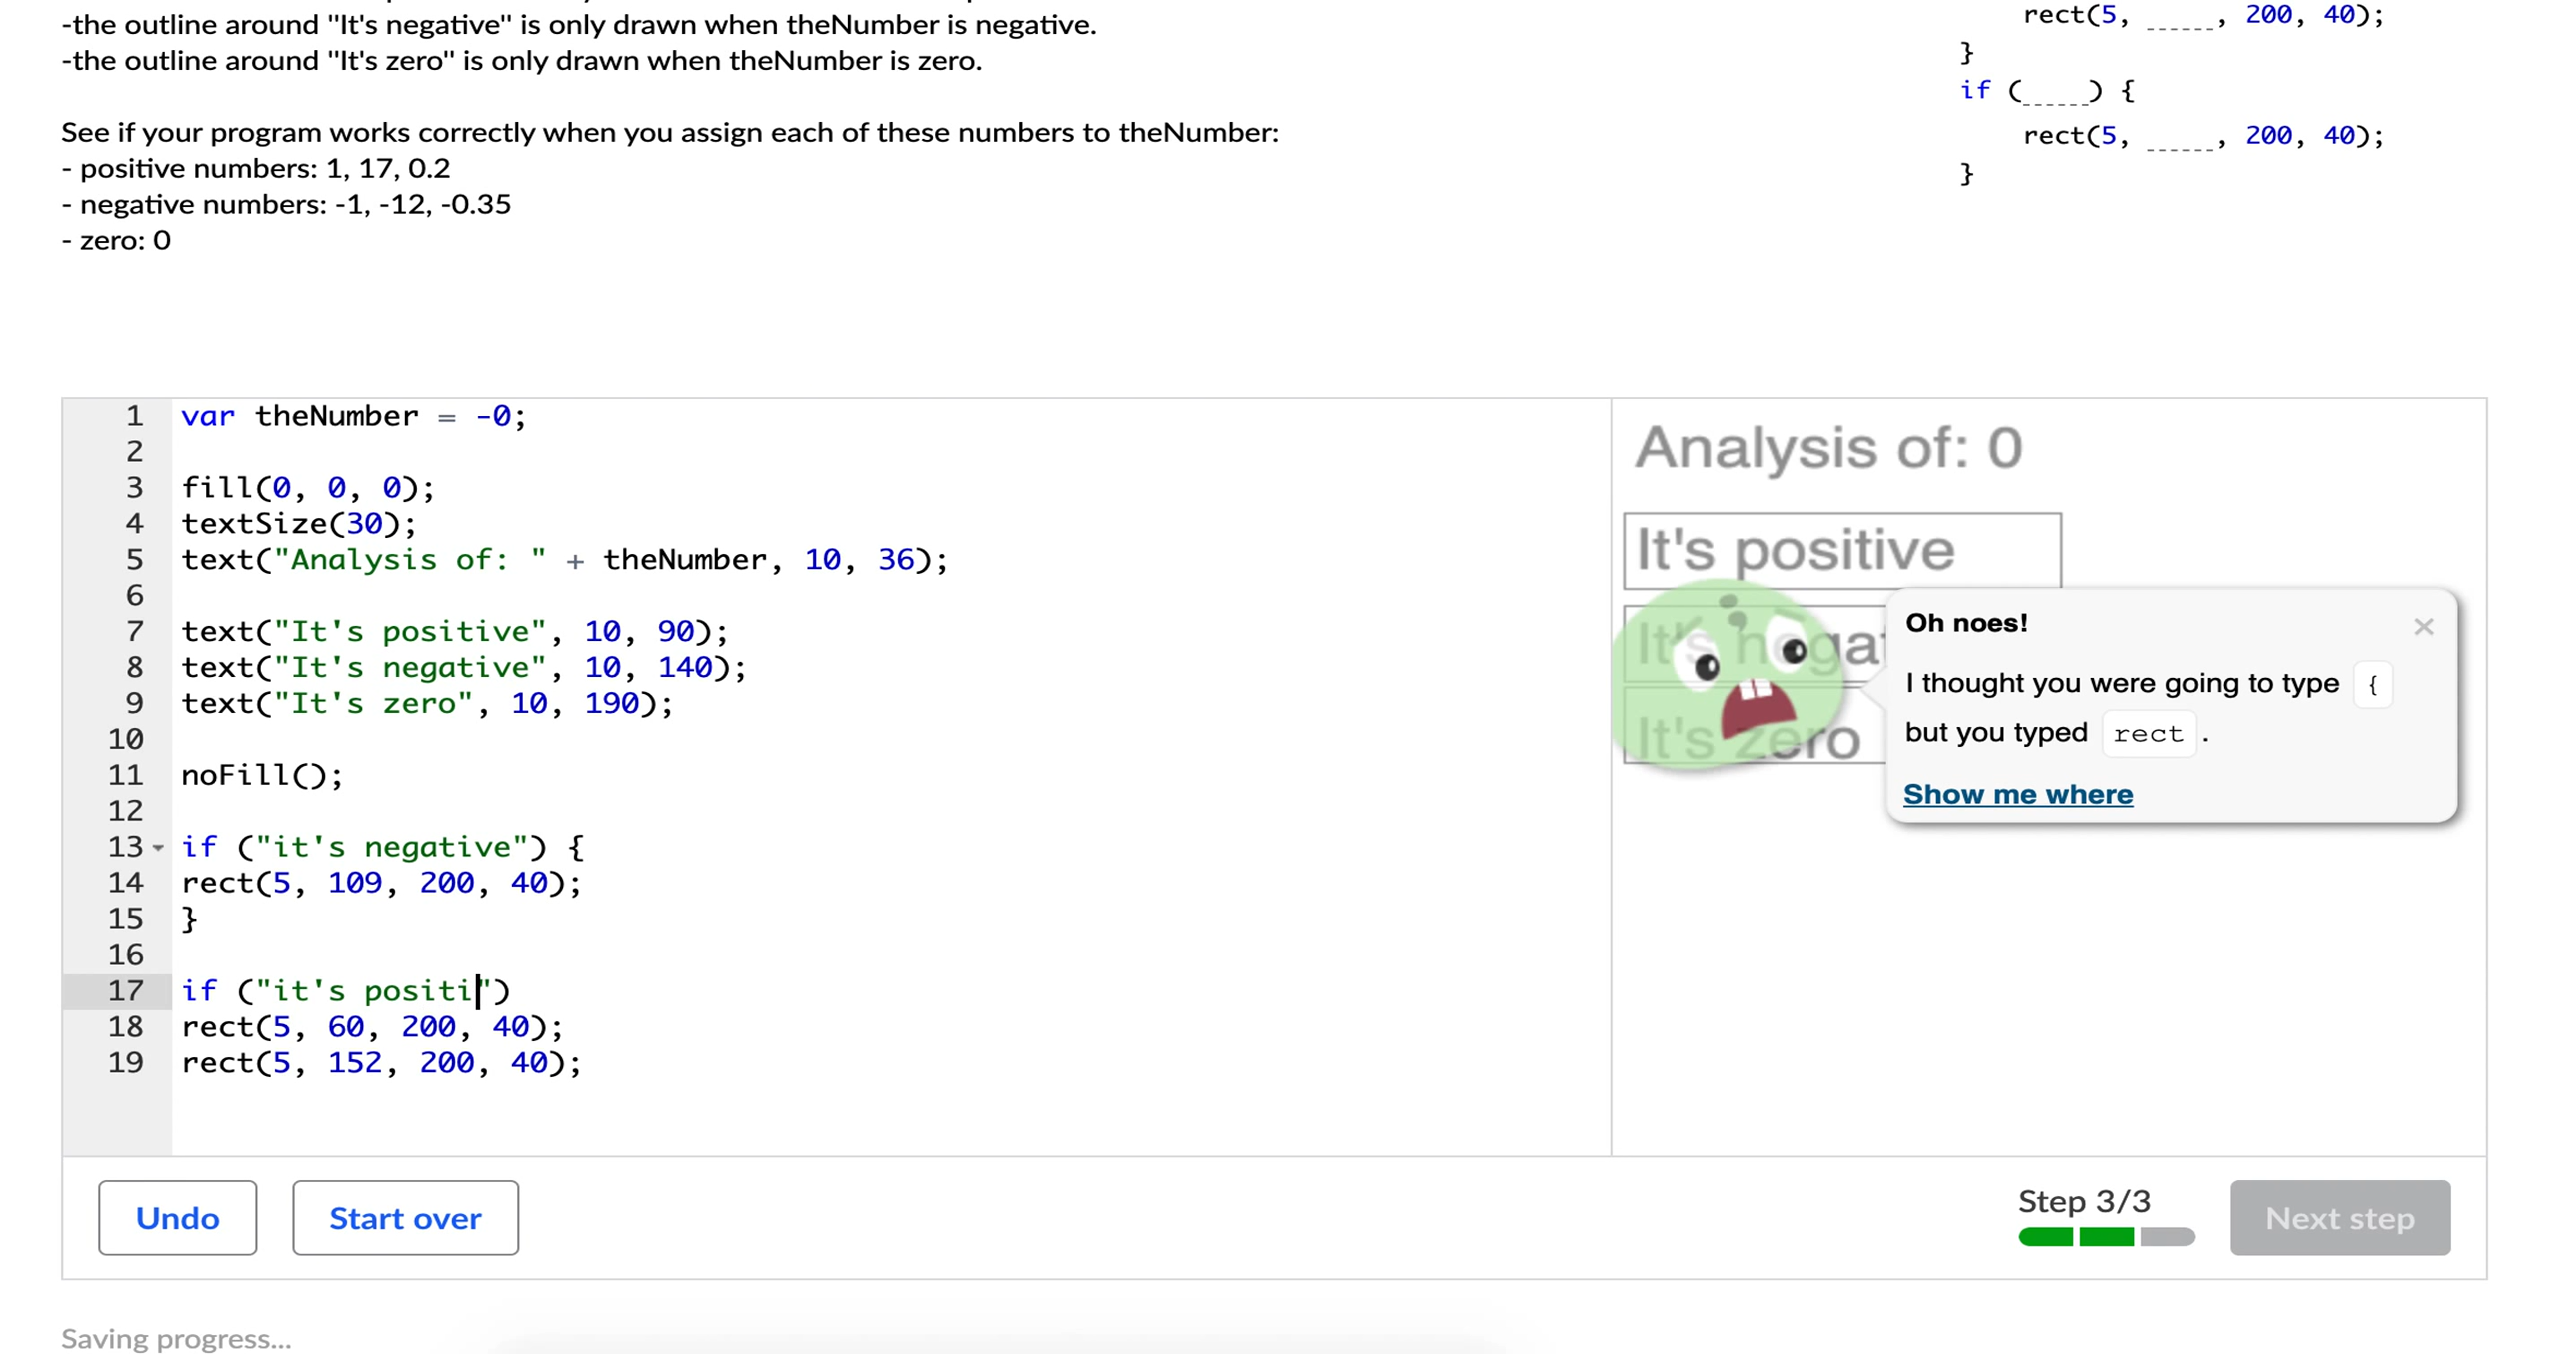 -the outline around "It's negative" is only drawn when theNumber is negative.
-the outline around "It's zero" is only drawn when theNumber is zero.
See if your program works correctly when you assign each of these numbers to theNumber:
- positive numbers: 1, 17, 0.2
- negative numbers: -1, -12, -0.35
- zero: 0
rect(5, ______, 200, 40);
}
if (______) {
rect(5, ______, 200, 40);
}
1 var theNumber = -0;
2
3 fill(0, 0, 0);
4 textSize(30);
5 text("Analysis of: " + theNumber, 10, 36);
6
7 text("It's positive", 10, 90);
8 text("It's negative", 10, 140);
9 text("It's zero", 10, 190);
10
11 noFill();
12
13 if ("it's negative") {
14 rect(5, 109, 200, 40);
15 }
16
17 if ("it's positi")
18 rect(5, 60, 200, 40);
19 rect(5, 152, 200, 40);
Analysis of: 0
It's positive
It's negat
It's zero
Oh noes!
×
I thought you were going to type {
but you typed rect .
Show me where
Undo
Start over
Step 3/3
Next step
Saving progress...